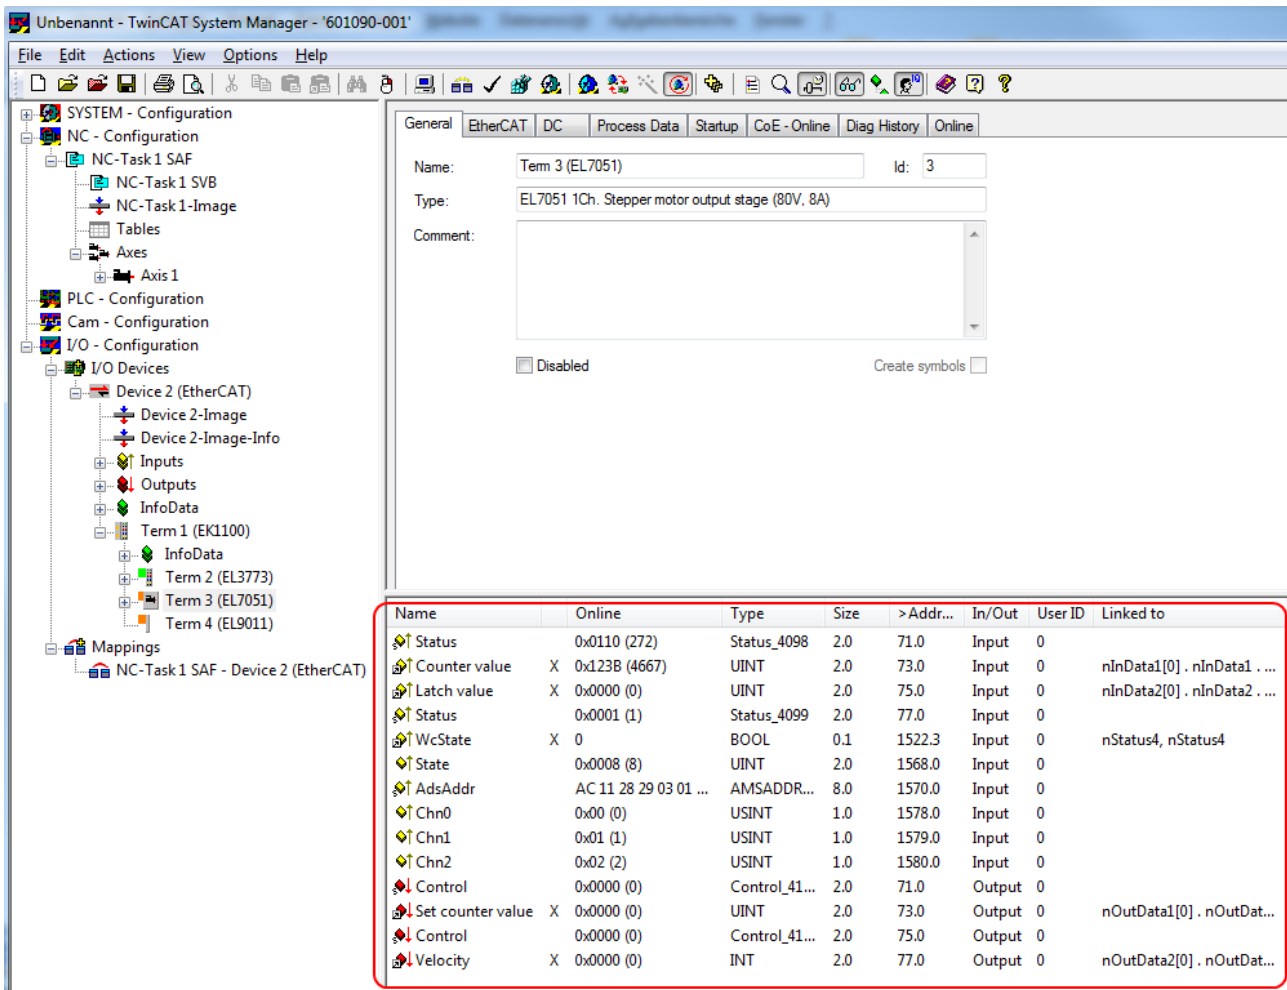 Unbenannt - TwinCAT System Manager - '601090-001'
File Edit Actions View Options Help
SYSTEM - Configuration
NC - Configuration
NC-Task 1 SAF
NC-Task 1 SVB
NC-Task 1-Image
Tables
Axes
Axis 1
PLC - Configuration
Cam - Configuration
I/O - Configuration
I/O Devices
Device 2 (EtherCAT)
Device 2-Image
Device 2-Image-Info
Inputs
Outputs
InfoData
Term 1 (EK1100)
InfoData
Term 2 (EL3773)
Term 3 (EL7051)
Term 4 (EL9011)
Mappings
NC-Task 1 SAF - Device 2 (EtherCAT)
General EtherCAT DC Process Data Startup CoE - Online Diag History Online
Name: Term 3 (EL7051) Id: 3
Type: EL7051 1Ch. Stepper motor output stage (80V, 8A)
Comment:
Disabled Create symbols
Name Online Type Size >Addr... In/Out User ID Linked to
Status 0x0110 (272) Status_4098 2.0 71.0 Input 0
Counter value X 0x123B (4667) UINT 2.0 73.0 Input 0 nInData1[0] . nInData1 . ...
Latch value X 0x0000 (0) UINT 2.0 75.0 Input 0 nInData2[0] . nInData2 . ...
Status 0x0001 (1) Status_4099 2.0 77.0 Input 0
WcState X 0 BOOL 0.1 1522.3 Input 0 nStatus4, nStatus4
State 0x0008 (8) UINT 2.0 1568.0 Input 0
AdsAddr AC 11 28 29 03 01 ... AMSADDR... 8.0 1570.0 Input 0
Chn0 0x00 (0) USINT 1.0 1578.0 Input 0
Chn1 0x01 (1) USINT 1.0 1579.0 Input 0
Chn2 0x02 (2) USINT 1.0 1580.0 Input 0
Control 0x0000 (0) Control_41... 2.0 71.0 Output 0
Set counter value X 0x0000 (0) UINT 2.0 73.0 Output 0 nOutData1[0] . nOutDat...
Control 0x0000 (0) Control_41... 2.0 75.0 Output 0
Velocity X 0x0000 (0) INT 2.0 77.0 Output 0 nOutData2[0] . nOutDat...